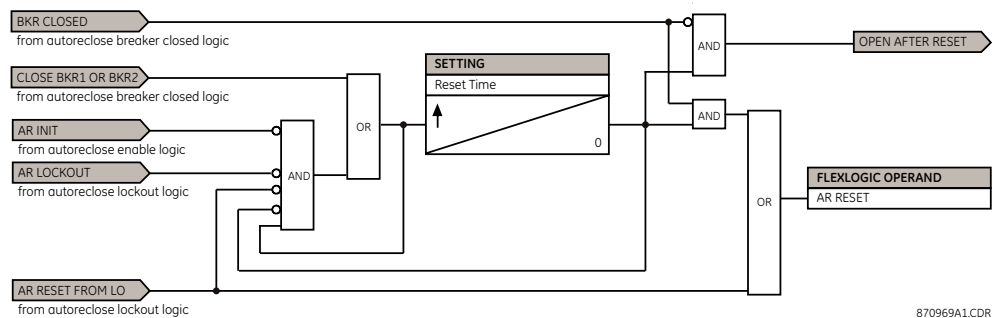 BKR CLOSED
from autoreclose breaker closed logic
AND
OPEN AFTER RESET
SETTING
Reset Time
0
CLOSE BKR1 OR BKR2
from autoreclose breaker closed logic
OR
AND
AR INIT
from autoreclose enable logic
AR LOCKOUT
from autoreclose lockout logic
AND
FLEXLOGIC OPERAND
AR RESET
OR
AR RESET FROM LO
from autoreclose lockout logic
870969A1.CDR